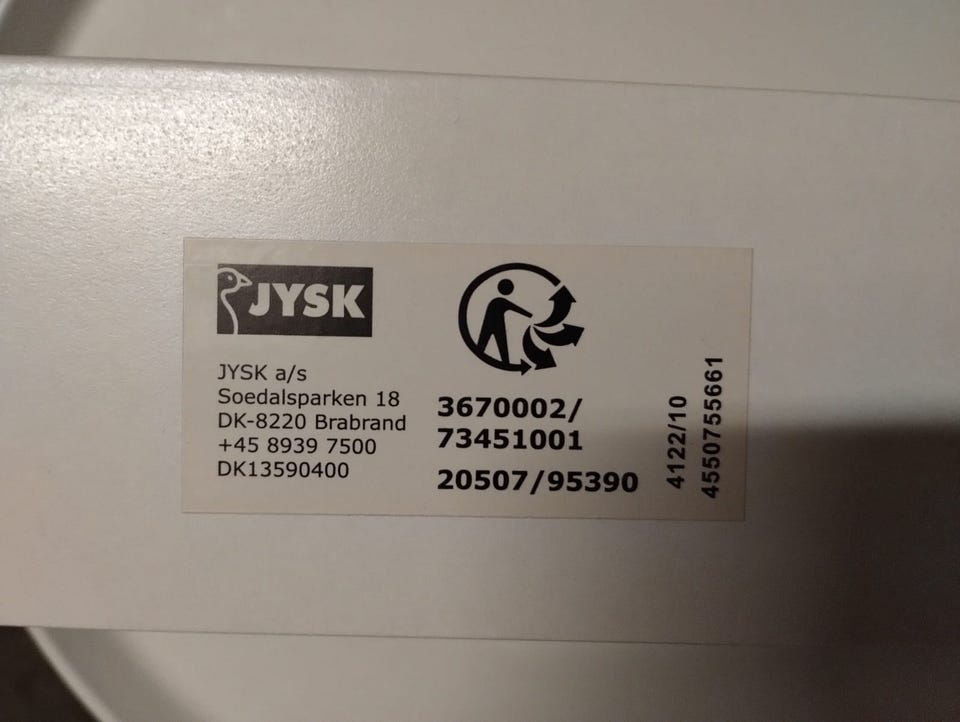 JYSK
JYSK a/s
Soedalsparken 18
DK-8220 Brabrand
+45 8939 7500
DK13590400
3670002/
73451001
20507/95390
4122/10
4550755661